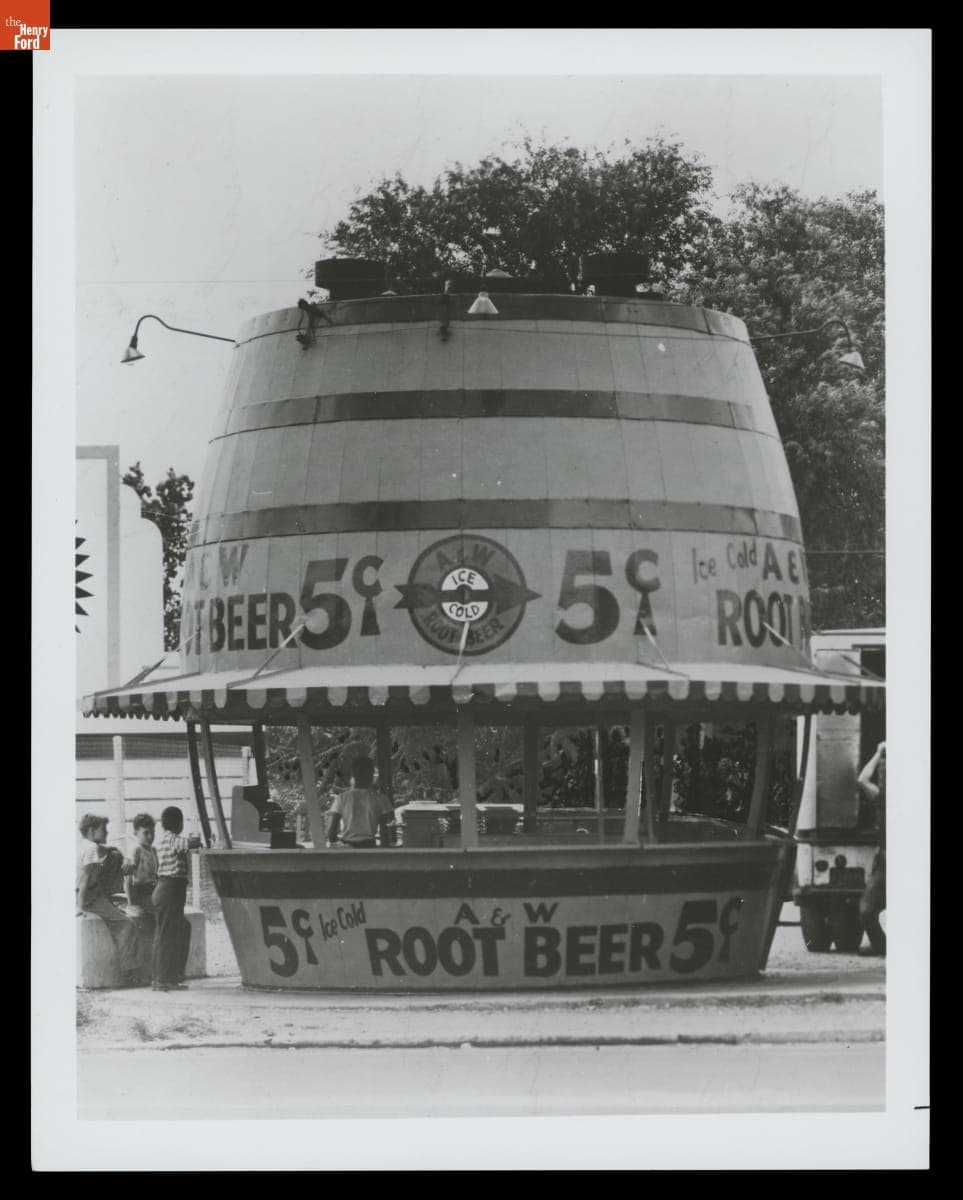 the
Henry
Ford
& W
OT BEER
5¢
A & W
ICE
COLD
ROOT BEER
5¢
Ice Cold A &
ROOT B
5¢
Ice Cold
A & W
ROOT BEER
5¢